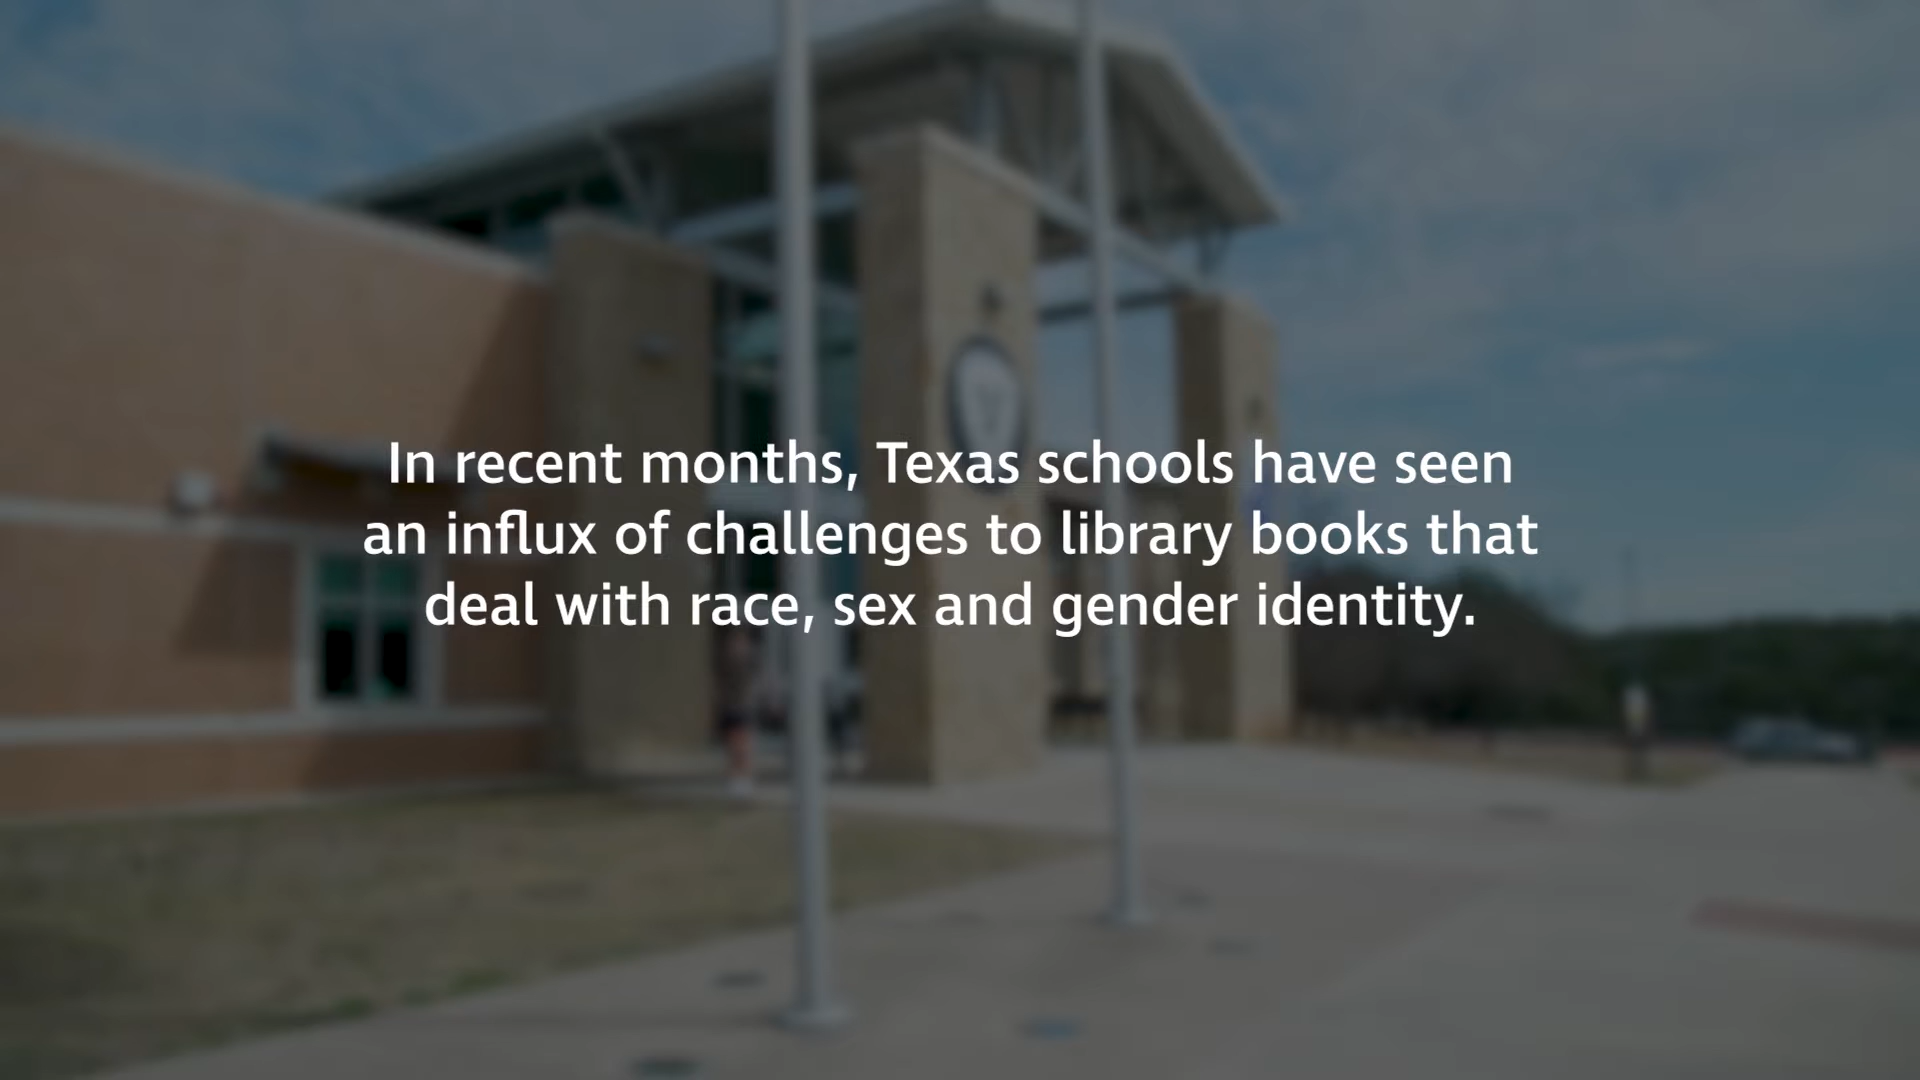 In recent months, Texas schools have seen
an influx of challenges to library books that
deal with race, sex and gender identity.